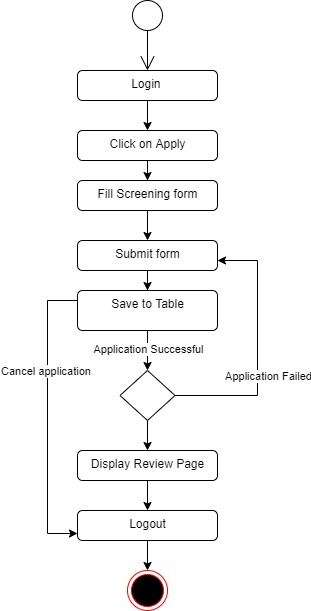 Login
Click on Apply
Fill Screening form
Submit form
Save to Table
Application Successful
Cancel application
Application Failed
Display Review Page
Logout